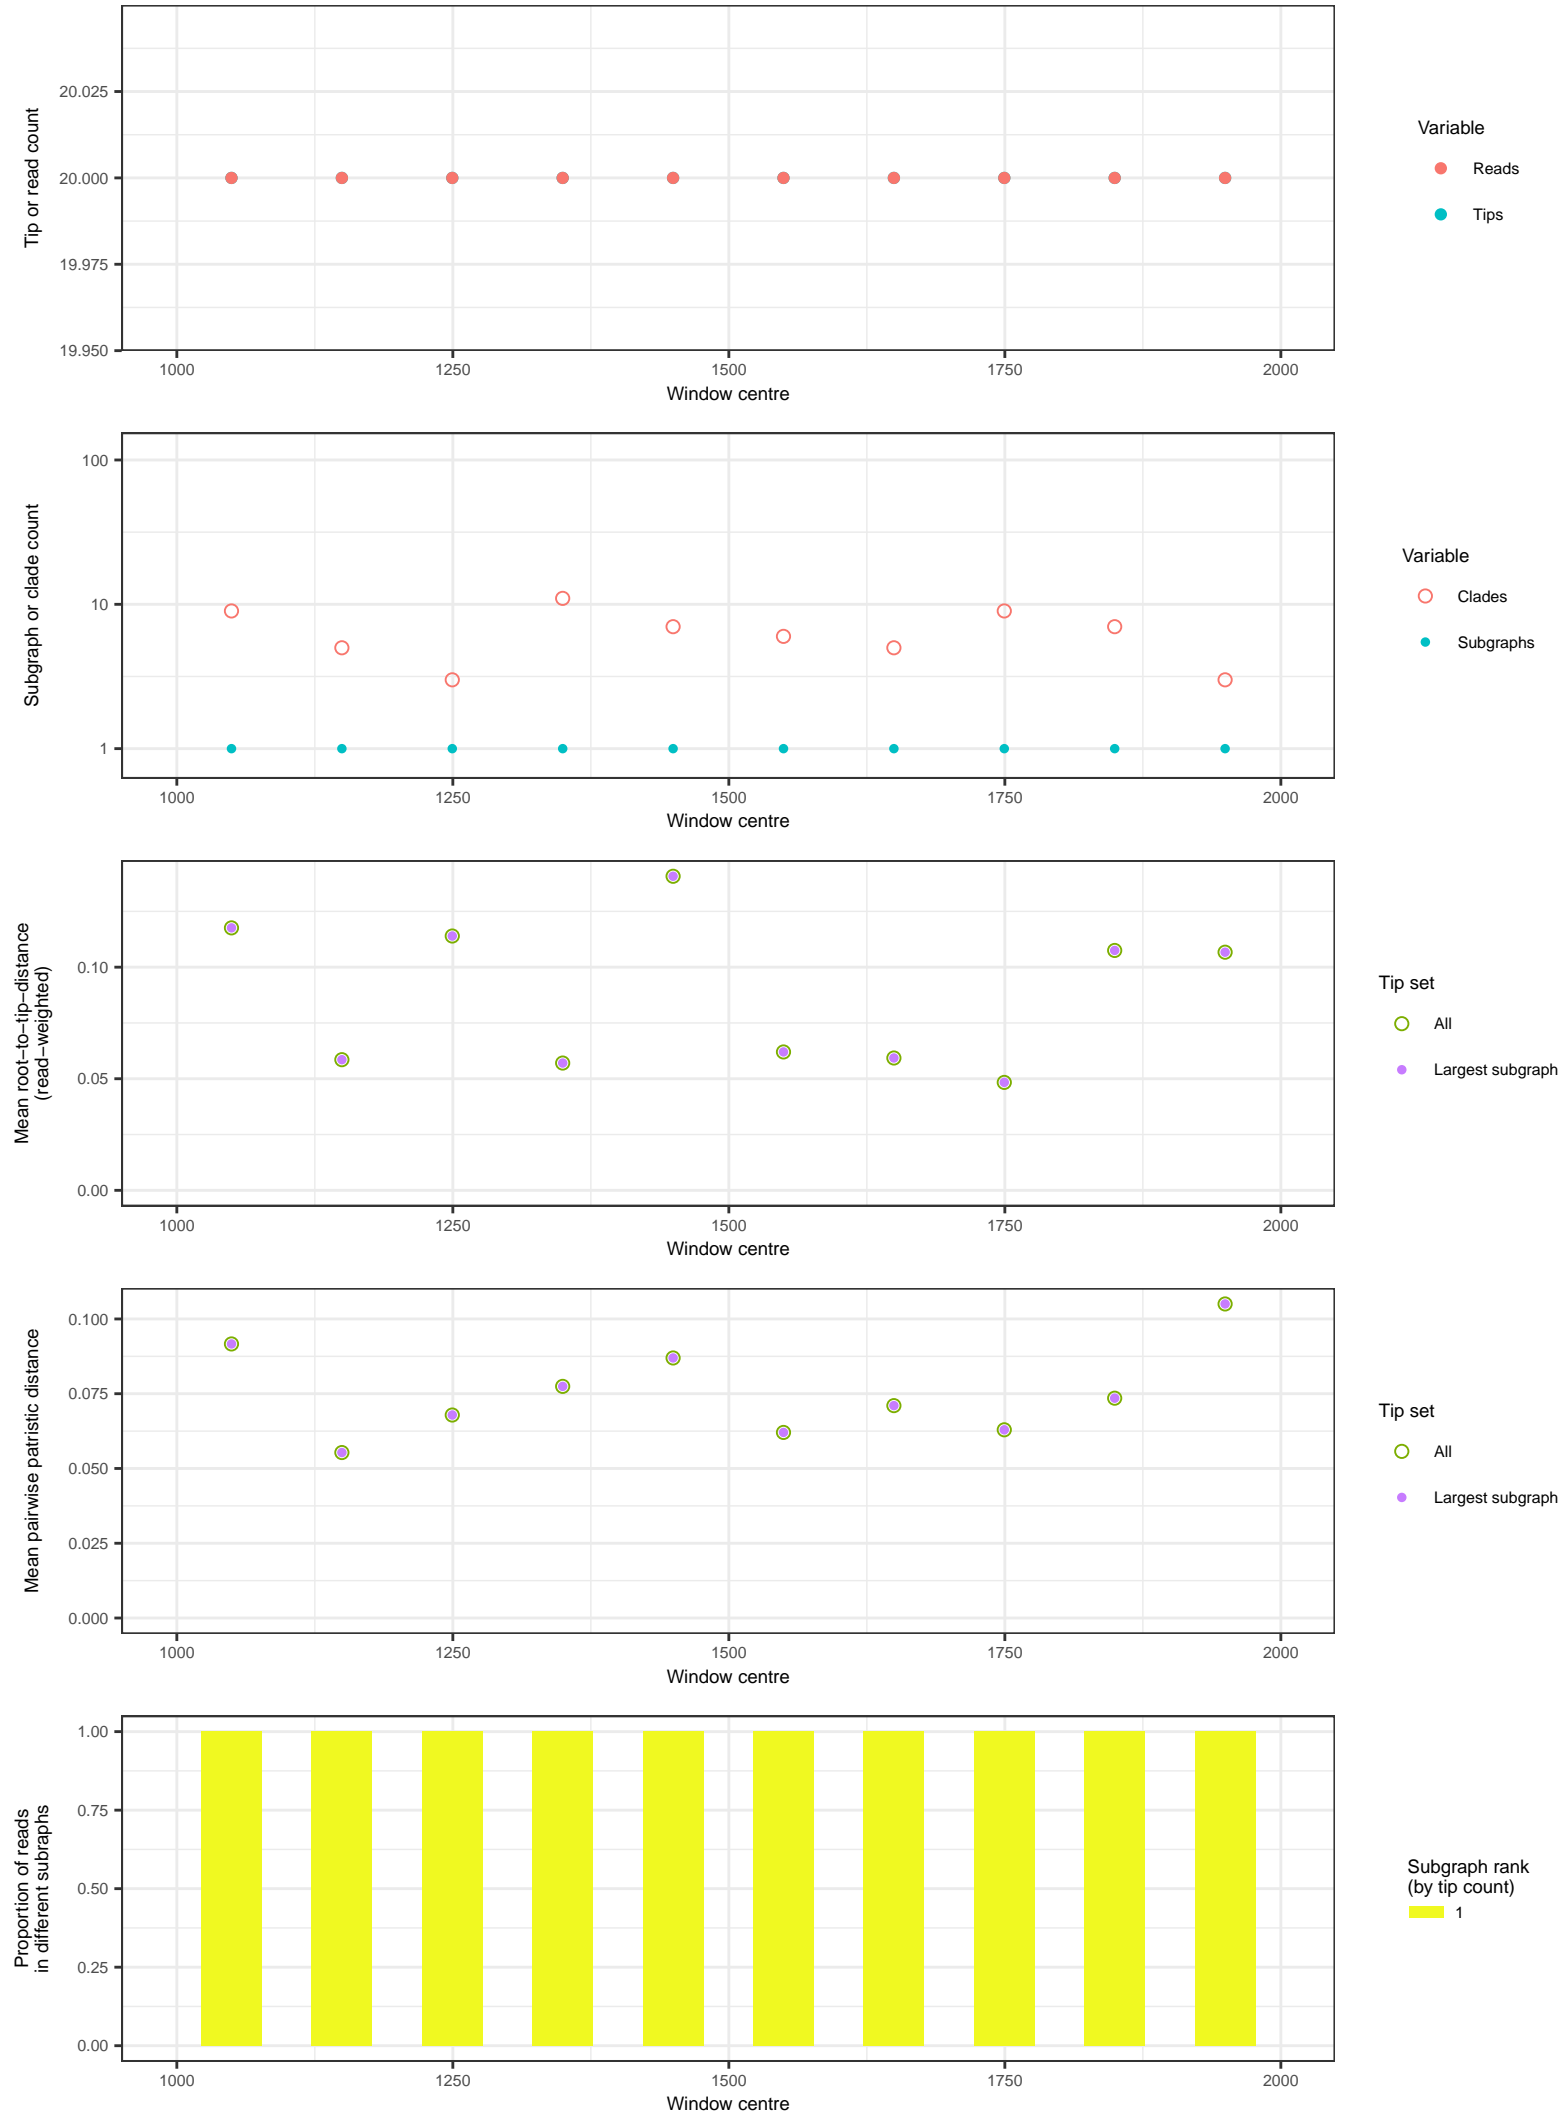 Tip or read count
20.025
20.000
19.975
19.950
1000 1250 1500 1750 2000
Window centre
Variable
Reads
Tips
Subgraph or clade count
100
10
1
1000 1250 1500 1750 2000
Window centre
Variable
Clades
Subgraphs
Mean root−to−tip−distance
(read−weighted)
0.10
0.05
0.00
1000 1250 1500 1750 2000
Window centre
Tip set
All
Largest subgraph
Mean pairwise patristic distance
0.100
0.075
0.050
0.025
0.000
1000 1250 1500 1750 2000
Window centre
Tip set
All
Largest subgraph
Proportion of reads
in different subraphs
1.00
0.75
0.50
0.25
0.00
1000 1250 1500 1750 2000
Window centre
Subgraph rank
(by tip count)
1